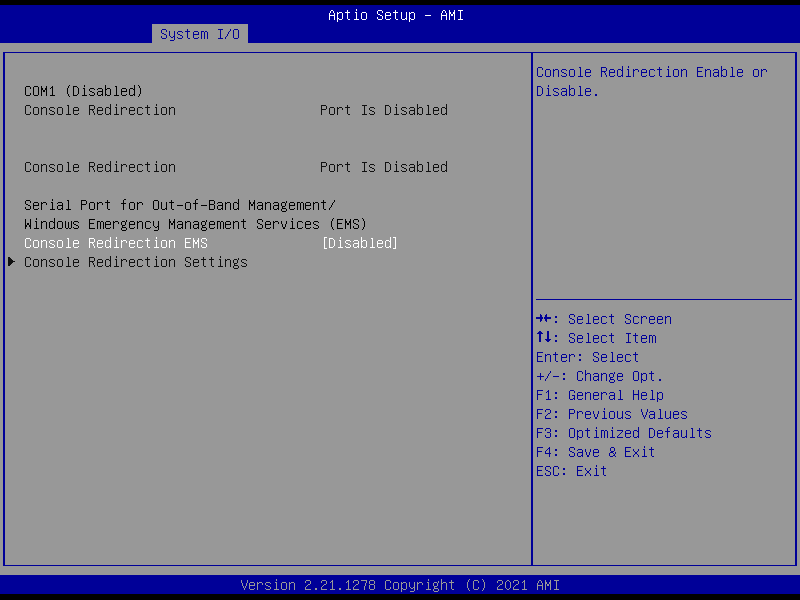 Aptio Setup – AMI
System I/O
COM1 (Disabled)
Console Redirection Port Is Disabled
Console Redirection Port Is Disabled
Serial Port for Out-of-Band Management/
Windows Emergency Management Services (EMS)
Console Redirection EMS [Disabled]
Console Redirection Settings
Console Redirection Enable or
Disable.
→←: Select Screen
↑↓: Select Item
Enter: Select
+/-: Change Opt.
F1: General Help
F2: Previous Values
F3: Optimized Defaults
F4: Save & Exit
ESC: Exit
Version 2.21.1278 Copyright (C) 2021 AMI